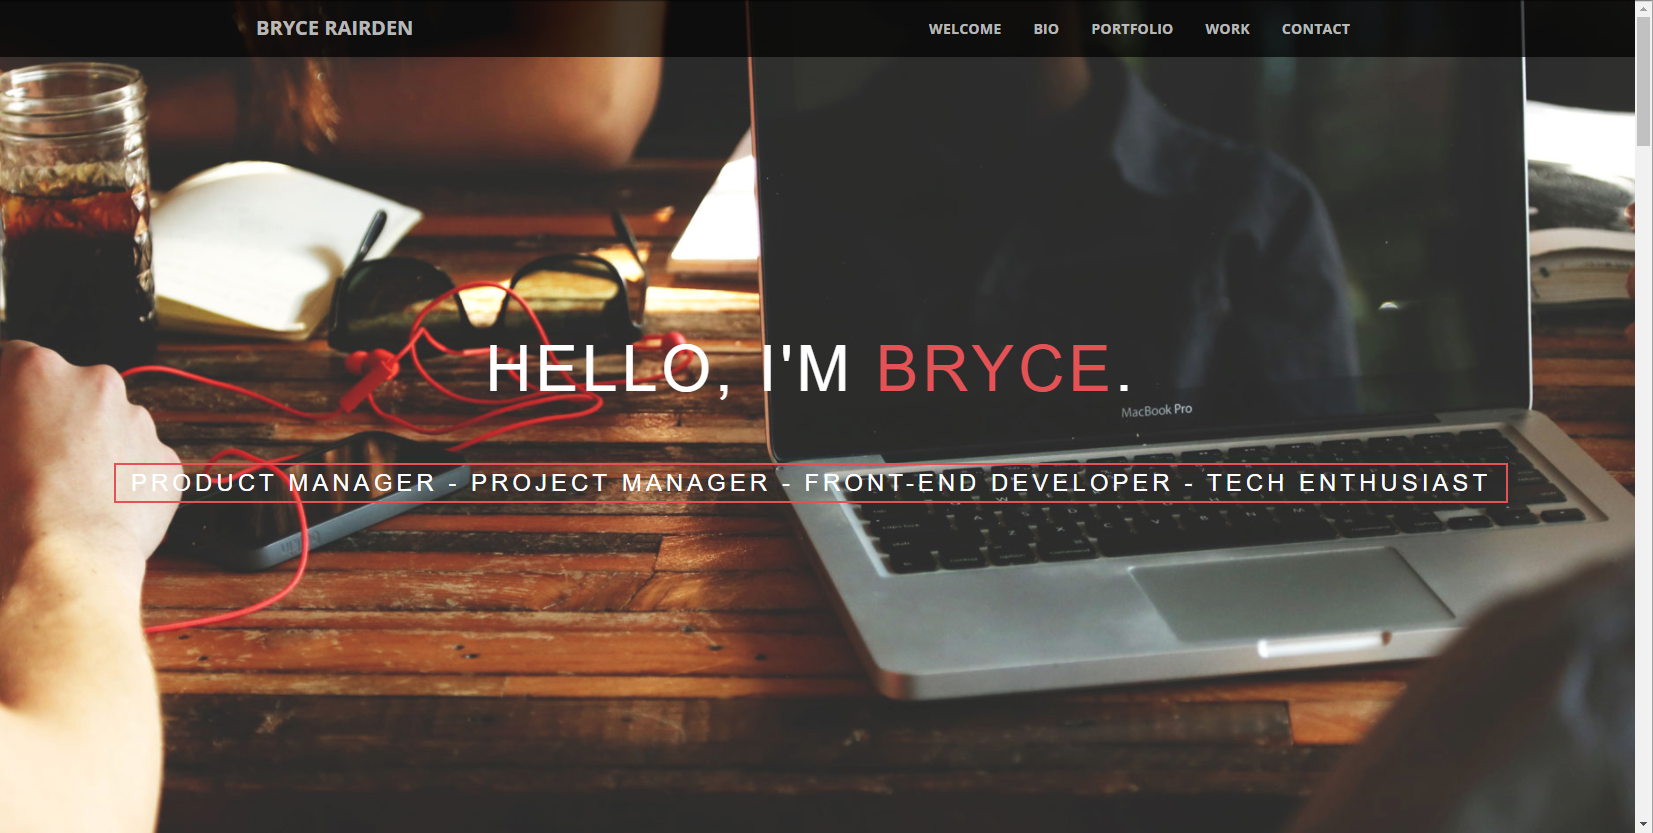 BRYCE RAIRDEN
WELCOME BIO PORTFOLIO WORK CONTACT
HELLO, I'M BRYCE.
MacBook Pro
PRODUCT MANAGER - PROJECT MANAGER - FRONT-END DEVELOPER - TECH ENTHUSIAST